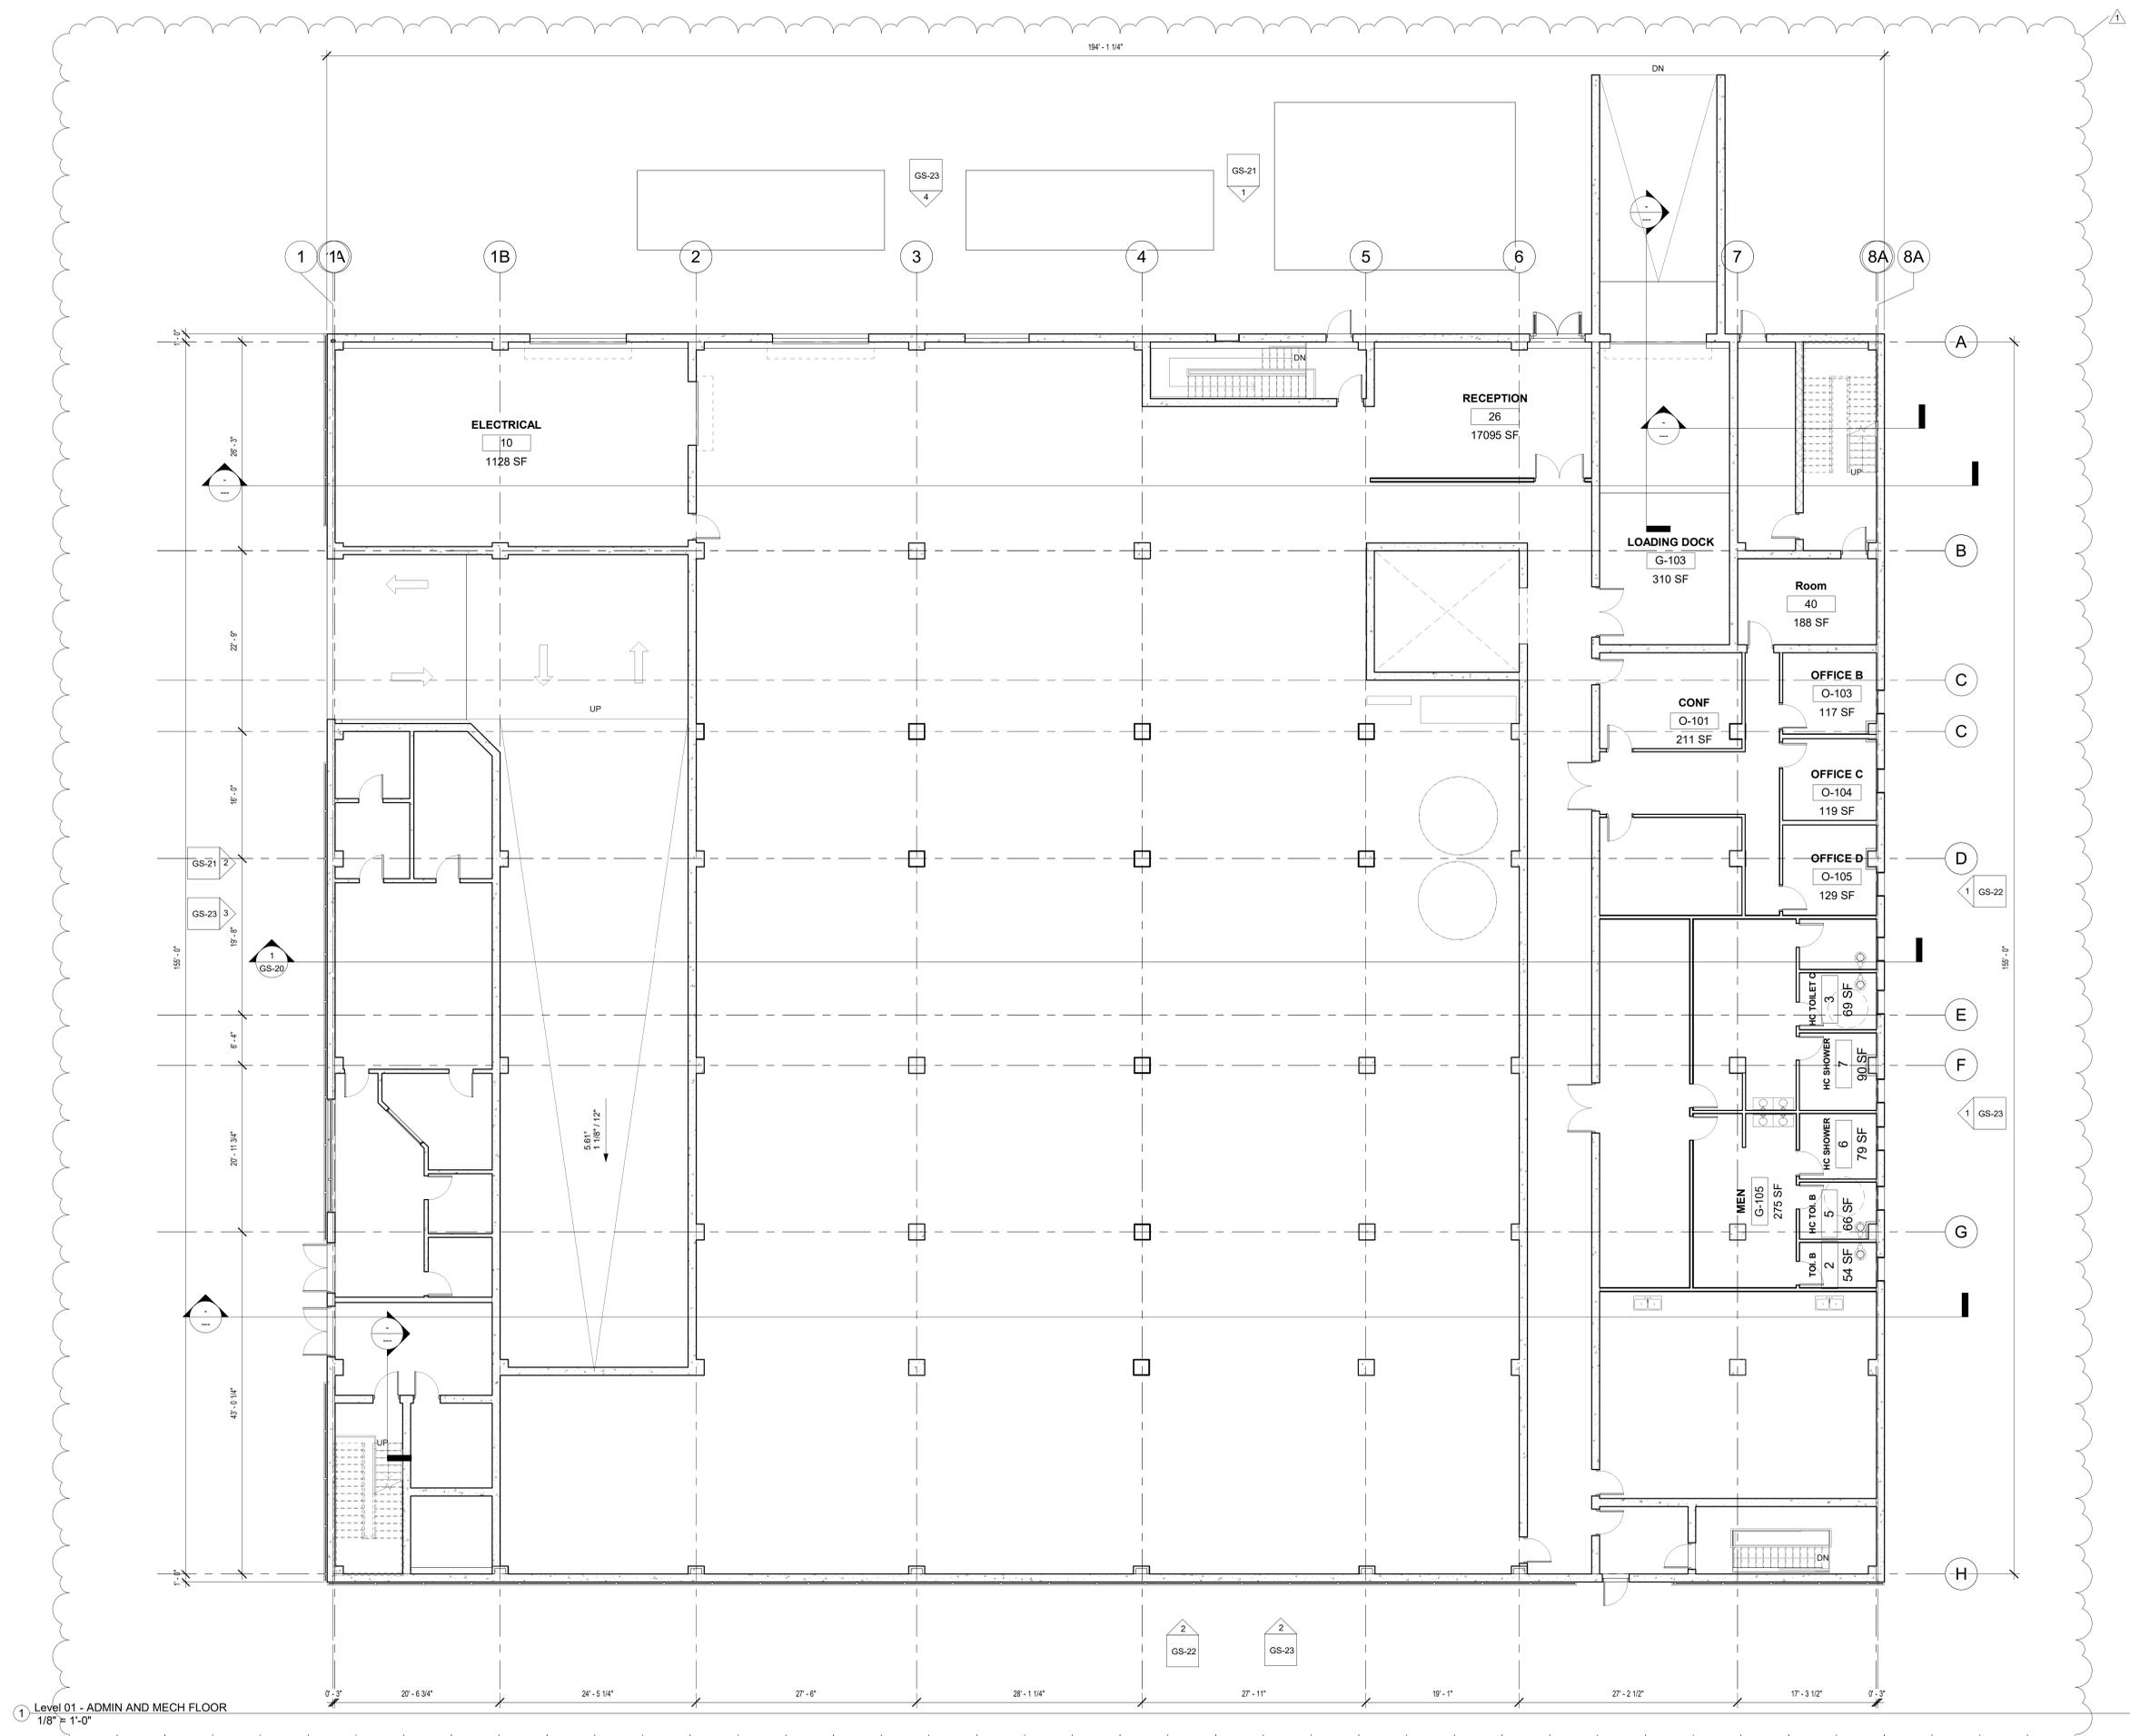 1
194' - 1 1/4"
DN
GS-23
4
GS-21
1
1
1A
1B
2
3
4
5
6
7
8A
8A
1' - 0"
A
DN
RECEPTION
26
17095 SF
ELECTRICAL
10
1128 SF
26' - 3"
-
---
-
---
-
---
UP
LOADING DOCK
G-103
310 SF
B
Room
40
188 SF
22' - 9"
C
OFFICE B
O-103
117 SF
CONF
O-101
211 SF
UP
C
16' - 0"
OFFICE C
O-104
119 SF
D
OFFICE D
O-105
129 SF
GS-21
2
GS-23
3
1
GS-22
19' - 8"
155' - 0"
155' - 0"
1
GS-20
HC TOILET C
3
69 SF
E
6' - 4"
HC SHOWER
7
90 SF
F
1
GS-23
5.61"
1 1/8" / 12"
20' - 11 3/4"
HC SHOWER
6
79 SF
MEN
G-105
275 SF
HC TOI. B
5
66 SF
G
TOI. B
2
54 SF
-
---
-
---
43' - 0 1/4"
UP
DN
1' - 0"
H
2
GS-22
2
GS-23
0' - 3"
20' - 6 3/4"
24' - 5 1/4"
27' - 6"
28' - 1 1/4"
27' - 11"
19' - 1"
27' - 2 1/2"
17' - 3 1/2"
0' - 3"
1
Level 01 - ADMIN AND MECH FLOOR
1/8" = 1'-0"